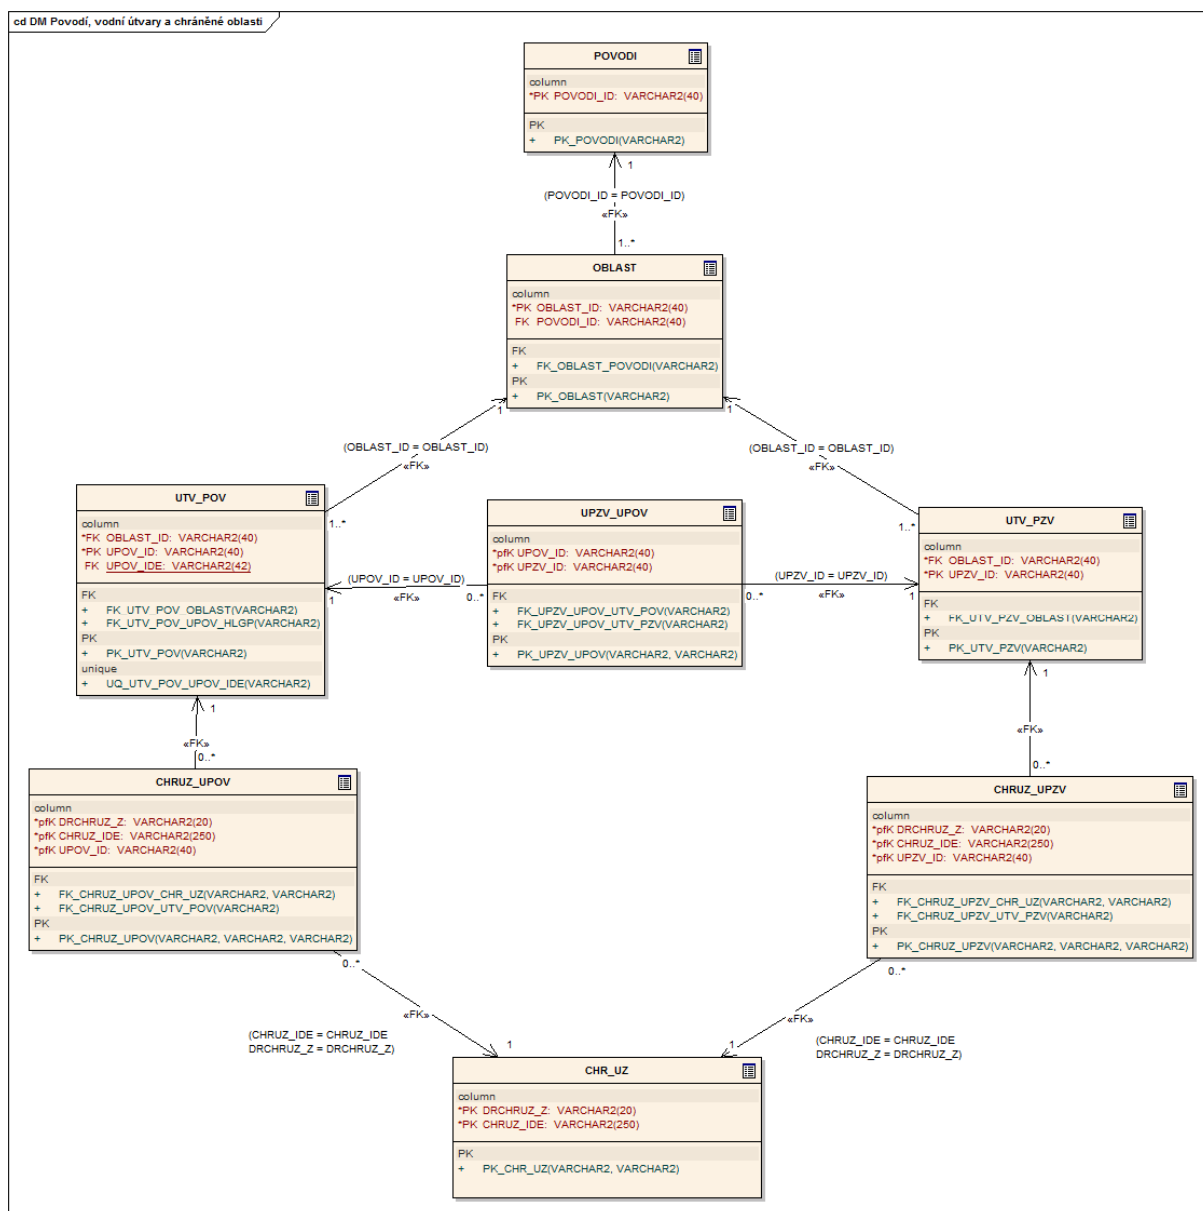 cd DM Povodí, vodní útvary a chráněné oblasti
POVODI
column
*PK POVODI_ID: VARCHAR2(40)
PK
+ PK_POVODI(VARCHAR2)
1
(POVODI_ID = POVODI_ID)
«FK»
1..*
OBLAST
column
*PK OBLAST_ID: VARCHAR2(40)
FK POVODI_ID: VARCHAR2(40)
FK
+ FK_OBLAST_POVODI(VARCHAR2)
PK
+ PK_OBLAST(VARCHAR2)
1
1
(OBLAST_ID = OBLAST_ID)
«FK»
(OBLAST_ID = OBLAST_ID)
«FK»
1..*
1..*
UTV_POV
column
*FK OBLAST_ID: VARCHAR2(40)
*PK UPOV_ID: VARCHAR2(40)
FK UPOV_IDE: VARCHAR2(42)
FK
+ FK_UTV_POV_OBLAST(VARCHAR2)
+ FK_UTV_POV_UPOV_HLGP(VARCHAR2)
PK
+ PK_UTV_POV(VARCHAR2)
unique
+ UQ_UTV_POV_UPOV_IDE(VARCHAR2)
(UPOV_ID = UPOV_ID)
1
«FK»
0..*
UPZV_UPOV
column
*pfK UPOV_ID: VARCHAR2(40)
*pfK UPZV_ID: VARCHAR2(40)
FK
+ FK_UPZV_UPOV_UTV_POV(VARCHAR2)
+ FK_UPZV_UPOV_UTV_PZV(VARCHAR2)
PK
+ PK_UPZV_UPOV(VARCHAR2, VARCHAR2)
(UPZV_ID = UPZV_ID)
0..*
«FK»
1
UTV_PZV
column
*FK OBLAST_ID: VARCHAR2(40)
*PK UPZV_ID: VARCHAR2(40)
FK
+ FK_UTV_PZV_OBLAST(VARCHAR2)
PK
+ PK_UTV_PZV(VARCHAR2)
1
«FK»
0..*
1
«FK»
0..*
CHRUZ_UPOV
column
*pfK DRCHRUZ_Z: VARCHAR2(20)
*pfK CHRUZ_IDE: VARCHAR2(250)
*pfK UPOV_ID: VARCHAR2(40)
FK
+ FK_CHRUZ_UPOV_CHR_UZ(VARCHAR2, VARCHAR2)
+ FK_CHRUZ_UPOV_UTV_POV(VARCHAR2)
PK
+ PK_CHRUZ_UPOV(VARCHAR2, VARCHAR2, VARCHAR2)
CHRUZ_UPZV
column
*pfK DRCHRUZ_Z: VARCHAR2(20)
*pfK CHRUZ_IDE: VARCHAR2(250)
*pfK UPZV_ID: VARCHAR2(40)
FK
+ FK_CHRUZ_UPZV_CHR_UZ(VARCHAR2, VARCHAR2)
+ FK_CHRUZ_UPZV_UTV_PZV(VARCHAR2)
PK
+ PK_CHRUZ_UPZV(VARCHAR2, VARCHAR2, VARCHAR2)
0..*
0..*
«FK»
«FK»
(CHRUZ_IDE = CHRUZ_IDE
DRCHRUZ_Z = DRCHRUZ_Z)
1
1
(CHRUZ_IDE = CHRUZ_IDE
DRCHRUZ_Z = DRCHRUZ_Z)
CHR_UZ
column
*PK DRCHRUZ_Z: VARCHAR2(20)
*PK CHRUZ_IDE: VARCHAR2(250)
PK
+ PK_CHR_UZ(VARCHAR2, VARCHAR2)